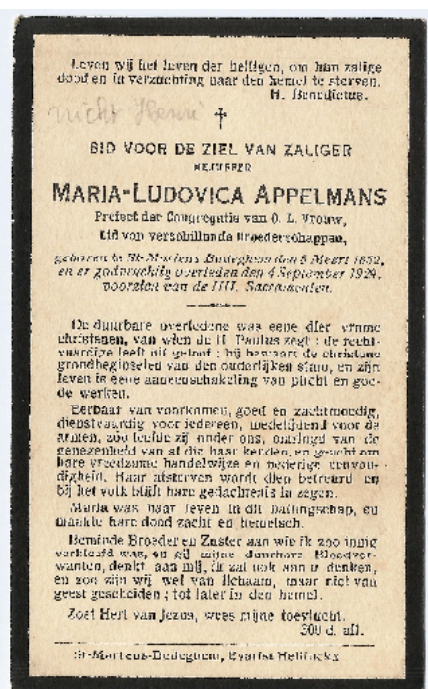 Leven wij het leven der heiligen, om hun zalige
dood en in verzuchting naar den hemel te sterven.
H. Benedictus.
nicht Henri
✝
BID VOOR DE ZIEL VAN ZALIGER
MEJUFFER
MARIA-LUDOVICA APPELMANS
Prefect der Congregatie van O. L. Vrouw,
Lid van verschillende Broederschappen,
geboren te St-Martens Bodeghem den 5 Meert
en er godvruchtig overleden den 4 September
voorzien van de HH. Sacramenten.
De duurbare overledene was eene dier vrome
christenen, van wien de H. Paulus zegt : de recht-
vaardige leeft uit geloof : hij bewaart de christene
grondbeginselen van den ouderlijken stam, en zijn
leven is eene aaneenschakeling van plicht en goe-
de werken.
Eerbaar van voorkomen, goed en zachtmoedig,
dienstvaardig voor iedereen, medelijdend voor de
armen, zóó leefde zij onder ons, omringd van de
genegenheid van al die haar kenden, en geacht om
hare vreedzame handelwijze en nederige eenvou-
digheid. Haar afsterven wordt diep betreurd en
bij het volk blijft hare gedachtenis in zegen.
Maria was haar leven in dit ballingschap, en
maakte hare dood zacht en hemelsch.
Beminde Broeder en Zuster aan wie ik zoo innig
verkleefd was, en gij mijne duurbare Bloedver-
wanten, denkt aan mij, ik zal ook aan u denken,
en zoo zijn wij wel van lichaam, maar niet van
geest gescheiden ; tot later in den hemel.
Zoet Hert van Jezus, wees mijne toevlucht.
300 d. afl.
St-Martens-Bodeghem, Evarist